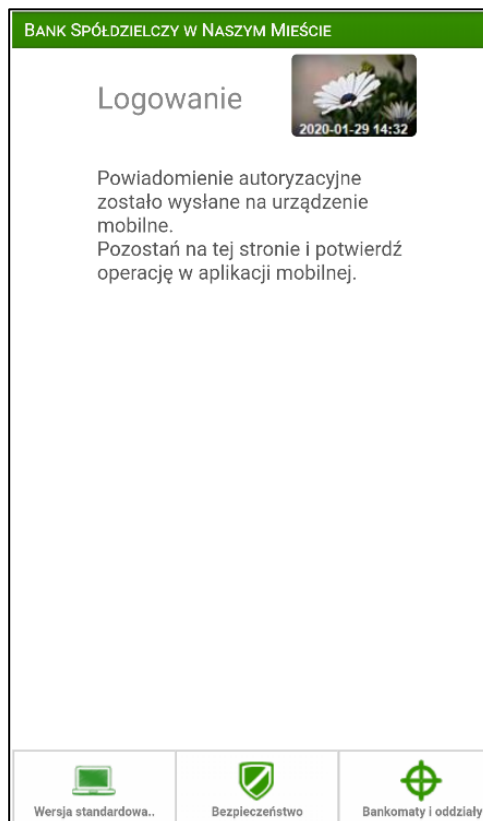 Bank Spółdzielczy w Naszym Mieście
Logowanie
2020-01-29 14:32
Powiadomienie autoryzacyjne
zostało wysłane na urządzenie
mobilne.
Pozostań na tej stronie i potwierdź
operację w aplikacji mobilnej.
Wersja standardowa.. Bezpieczeństwo Bankomaty i oddziały